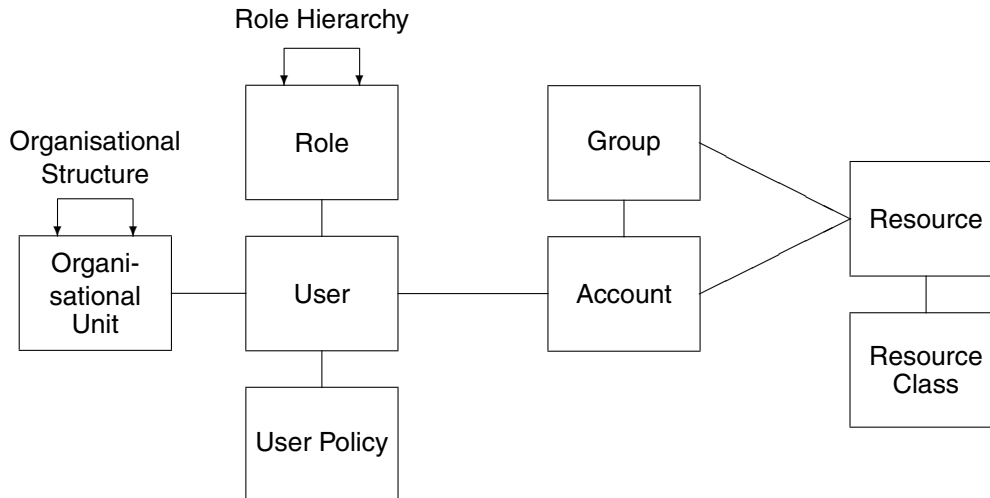 Role Hierarchy
Role
Group
Organisational
Structure
Resource
Organi-
sational
Unit
User
Account
Resource
Class
User Policy